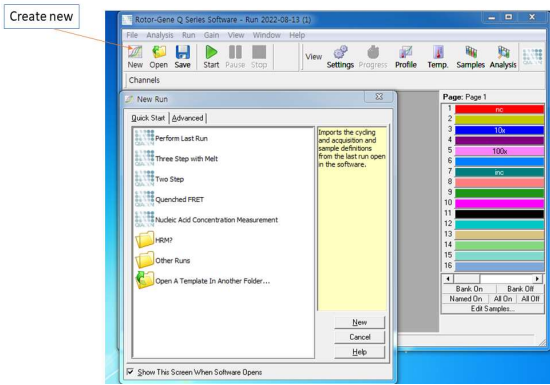 Create new
Rotor-Gene Q Series Software - Run 2022-08-13 (1)
File Analysis Run Gain View Window Help
New Open Save Start Pause Stop View Settings Progress Profile Temp. Samples Analysis
Channels
New Run
Quick Start Advanced
Perform Last Run
Three Step with Melt
Two Step
Quenched FRET
Nucleic Acid Concentration Measurement
HRM?
Other Runs
Open A Template In Another Folder...
Imports the cycling
and acquisition and
sample definitions
from the last run open
in the software.
New
Cancel
Help
Show This Screen When Software Opens
Page: Page 1
1 nc
2
3 10x
4
5 100x
6
7 inc
8
9
10
11
12
13
14
15
16
Bank On Bank Off
Named On All On All Off
Edit Samples...